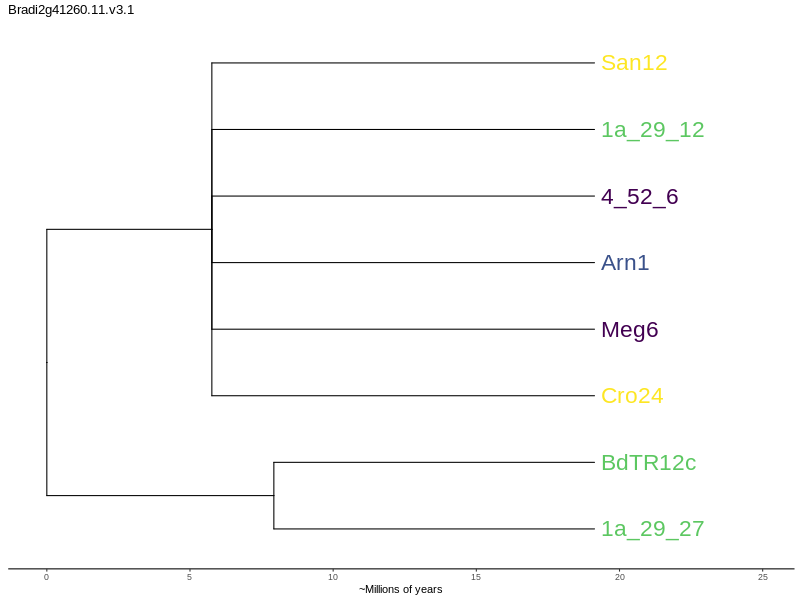 Bradi2g41260.11.v3.1
San12
1a_29_12
4_52_6
Arn1
Meg6
Cro24
BdTR12c
1a_29_27
0 5 10 15 20 25
~Millions of years